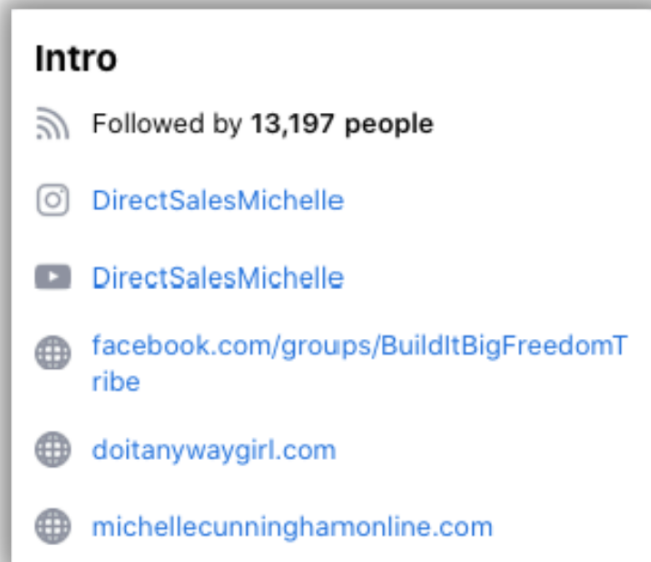 Intro
Followed by 13,197 people
DirectSalesMichelle
DirectSalesMichelle
facebook.com/groups/BuildItBigFreedomT
ribe
doitanywaygirl.com
michellecunninghamonline.com